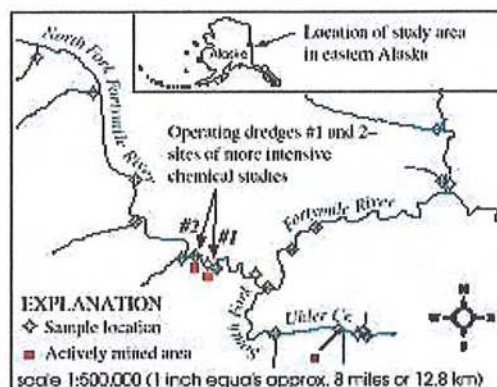 North Fork Fortymile River
Alaska
Location of study area
in eastern Alaska
Operating dredges #1 and 2–
sites of more intensive
chemical studies
Fortymile River
#2
#1
South Fork
Uhler Ck
N
W
E
S
EXPLANATION
Sample location
Actively mined area
scale 1:500,000 (1 inch equals approx. 8 miles or 12.8 km)